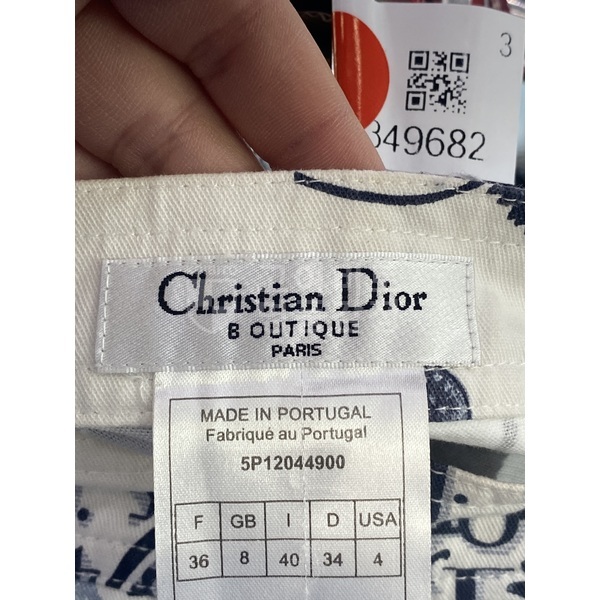 3
349682
Christian Dior
BOUTIQUE
PARIS
MADE IN PORTUGAL
Fabriqué au Portugal
5P12044900
F GB I D USA
36 8 40 34 4